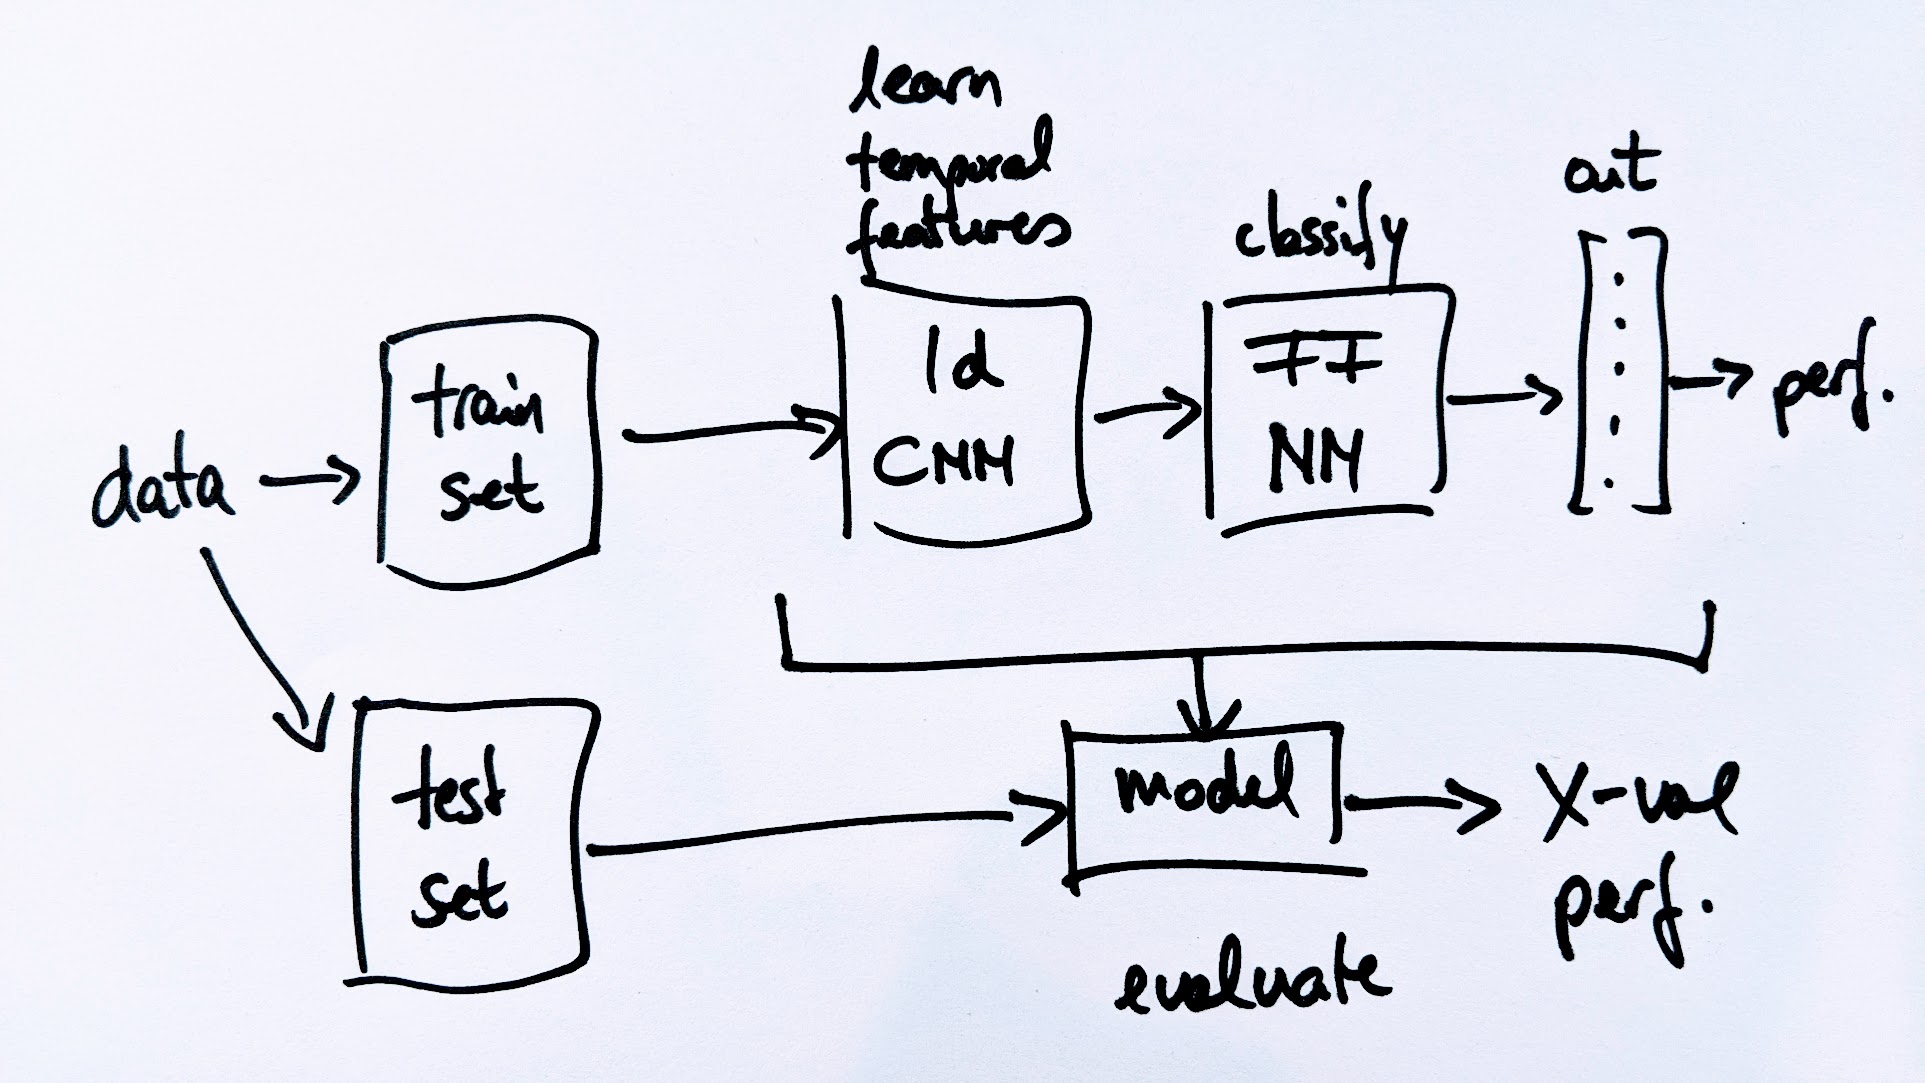 learn
temporal
features
classify
out
1d
CNN
FF
NN
perf.
train
set
data
test
set
model
X-val
perf.
evaluate